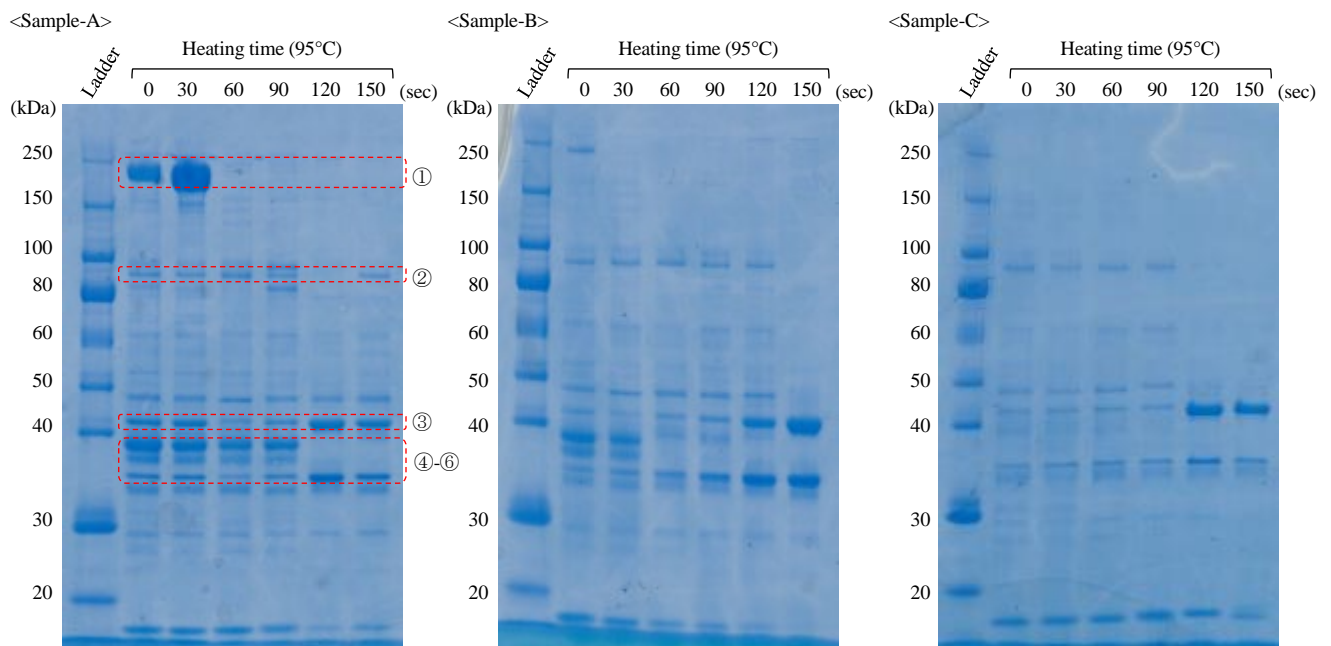 <Sample-A>
Ladder
Heating time (95°C)
0 30 60 90 120 150 (sec)
(kDa)
250
150
100
80
60
50
40
30
20
①
②
③
④-⑥
<Sample-B>
Ladder
Heating time (95°C)
0 30 60 90 120 150 (sec)
(kDa)
250
150
100
80
60
50
40
30
20
<Sample-C>
Ladder
Heating time (95°C)
0 30 60 90 120 150 (sec)
(kDa)
250
150
100
80
60
50
40
30
20